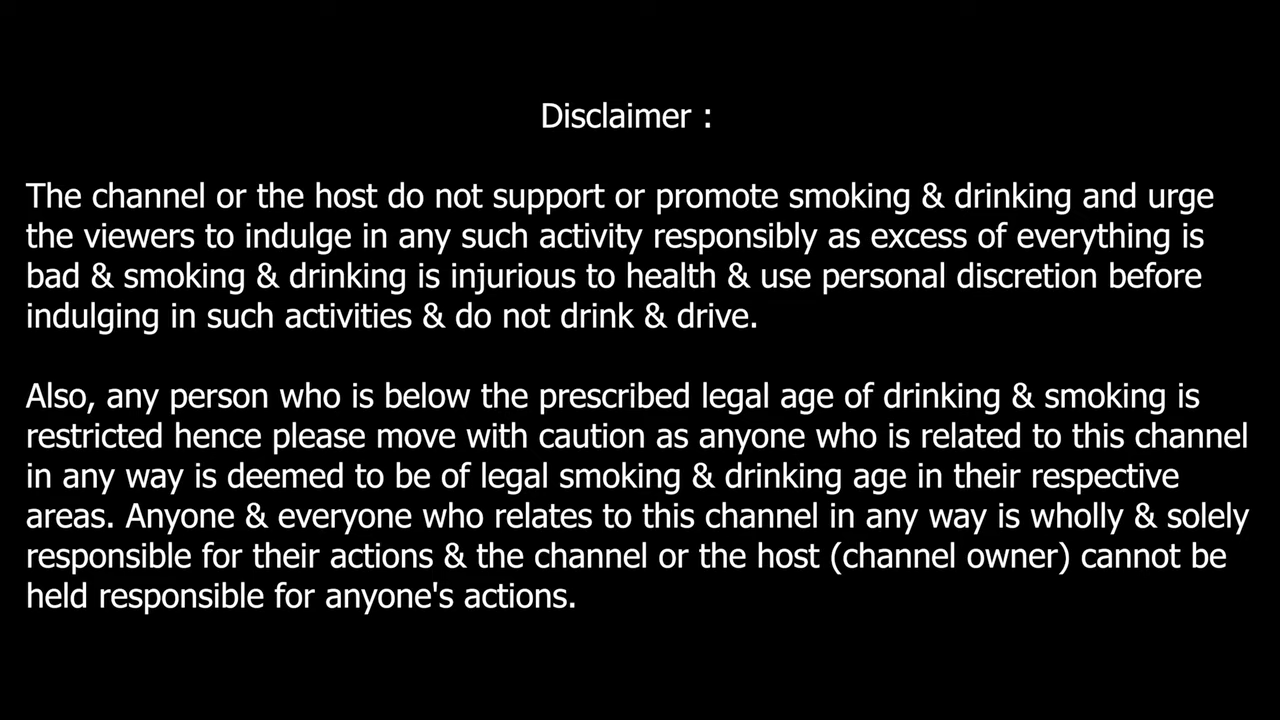 Disclaimer :
The channel or the host do not support or promote smoking & drinking and urge
the viewers to indulge in any such activity responsibly as excess of everything is
bad & smoking & drinking is injurious to health & use personal discretion before
indulging in such activities & do not drink & drive.
Also, any person who is below the prescribed legal age of drinking & smoking is
restricted hence please move with caution as anyone who is related to this channel
in any way is deemed to be of legal smoking & drinking age in their respective
areas. Anyone & everyone who relates to this channel in any way is wholly & solely
responsible for their actions & the channel or the host (channel owner) cannot be
held responsible for anyone's actions.